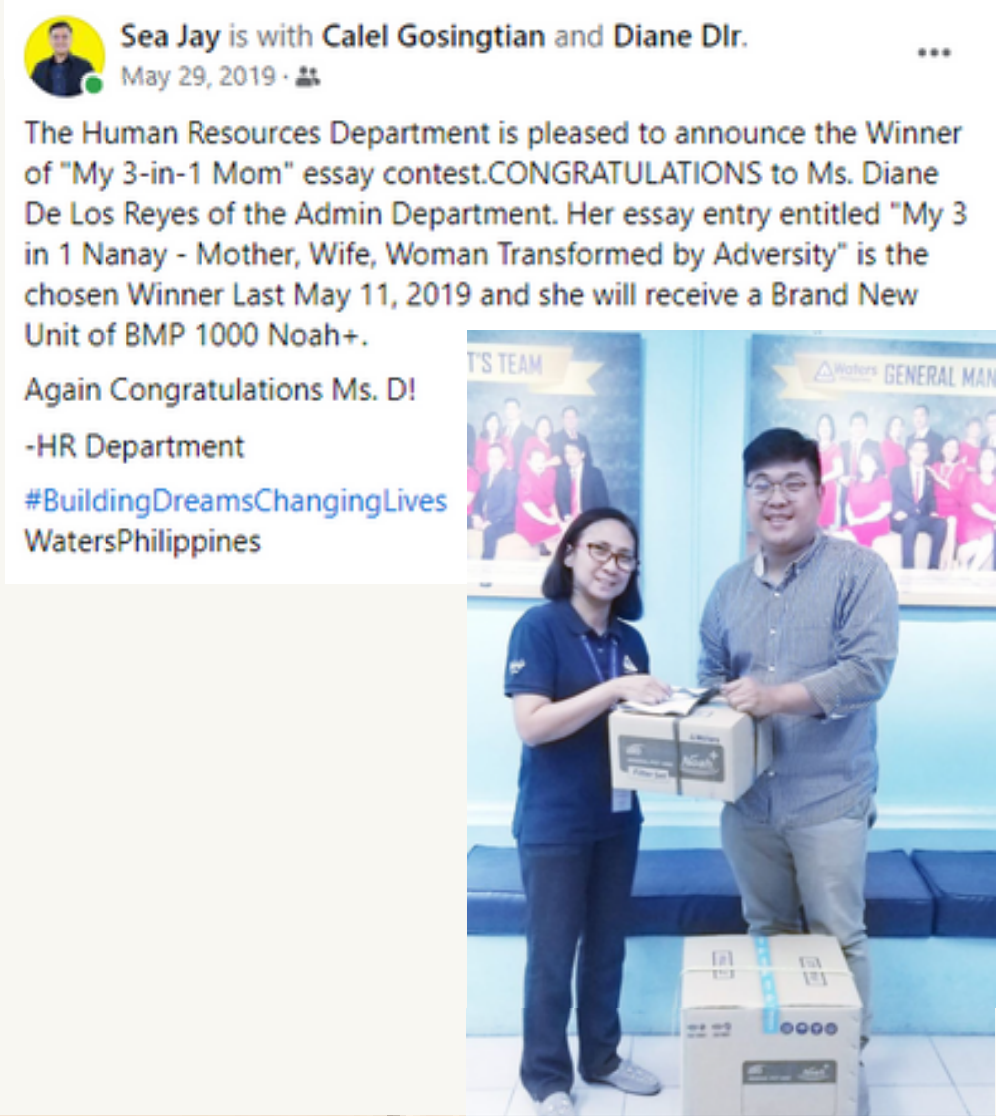 Sea Jay is with Calel Gosingtian and Diane Dlr.
May 29, 2019 ·
The Human Resources Department is pleased to announce the Winner
of "My 3-in-1 Mom" essay contest.CONGRATULATIONS to Ms. Diane
De Los Reyes of the Admin Department. Her essay entry entitled "My 3
in 1 Nanay - Mother, Wife, Woman Transformed by Adversity" is the
chosen Winner Last May 11, 2019 and she will receive a Brand New
Unit of BMP 1000 Noah+.
Again Congratulations Ms. D!
-HR Department
#BuildingDreamsChangingLives
WatersPhilippines
T'S TEAM
Waters GENERAL MAN
Waters
Noah+
Filter Set
Noah+